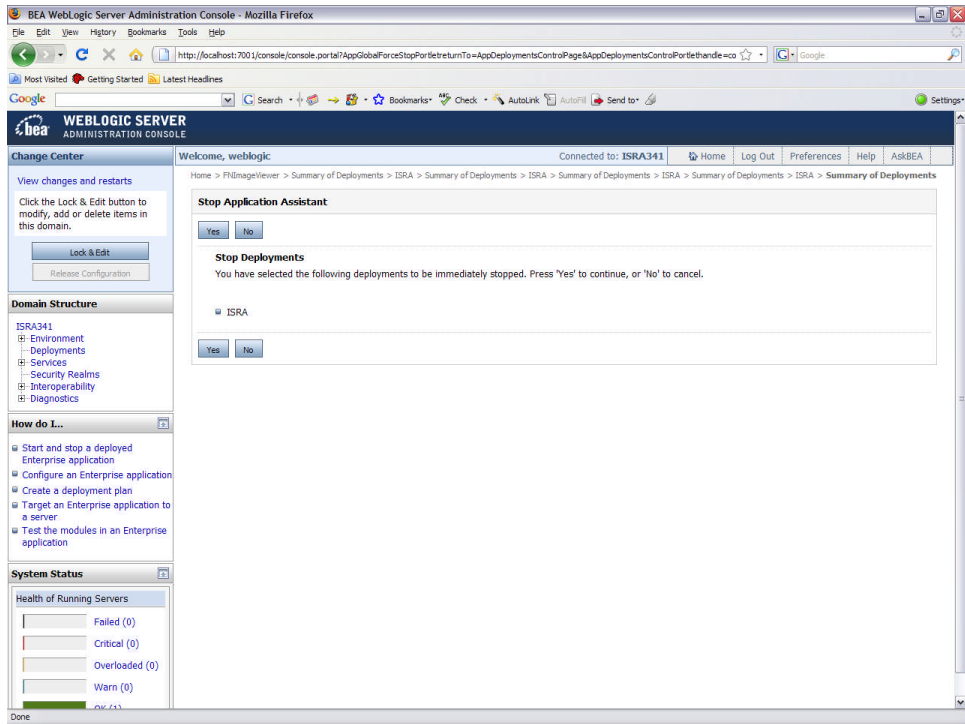 BEA WebLogic Server Administration Console - Mozilla Firefox
File Edit View History Bookmarks Tools Help
http://localhost:7001/console/console.portal?AppGlobalForceStopPortletreturnTo=AppDeploymentsControlPage&AppDeploymentsControlPortlethandle=co
Google
Most Visited Getting Started Latest Headlines
Google Search Bookmarks Check AutoLink AutoFill Send to Settings
bea WEBLOGIC SERVER
ADMINISTRATION CONSOLE
Change Center
View changes and restarts
Click the Lock & Edit button to
modify, add or delete items in
this domain.
Lock & Edit
Release Configuration
Domain Structure
ISRA341
Environment
Deployments
Services
Security Realms
Interoperability
Diagnostics
How do I...
Start and stop a deployed
Enterprise application
Configure an Enterprise application
Create a deployment plan
Target an Enterprise application to
a server
Test the modules in an Enterprise
application
System Status
Health of Running Servers
Failed (0)
Critical (0)
Overloaded (0)
Warn (0)
OK (1)
Welcome, weblogic
Connected to: ISRA341 Home Log Out Preferences Help AskBEA
Home > FNImageViewer > Summary of Deployments > ISRA > Summary of Deployments > ISRA > Summary of Deployments > ISRA > Summary of Deployments > ISRA > Summary of Deployments
Stop Application Assistant
Yes No
Stop Deployments
You have selected the following deployments to be immediately stopped. Press 'Yes' to continue, or 'No' to cancel.
ISRA
Yes No
Done